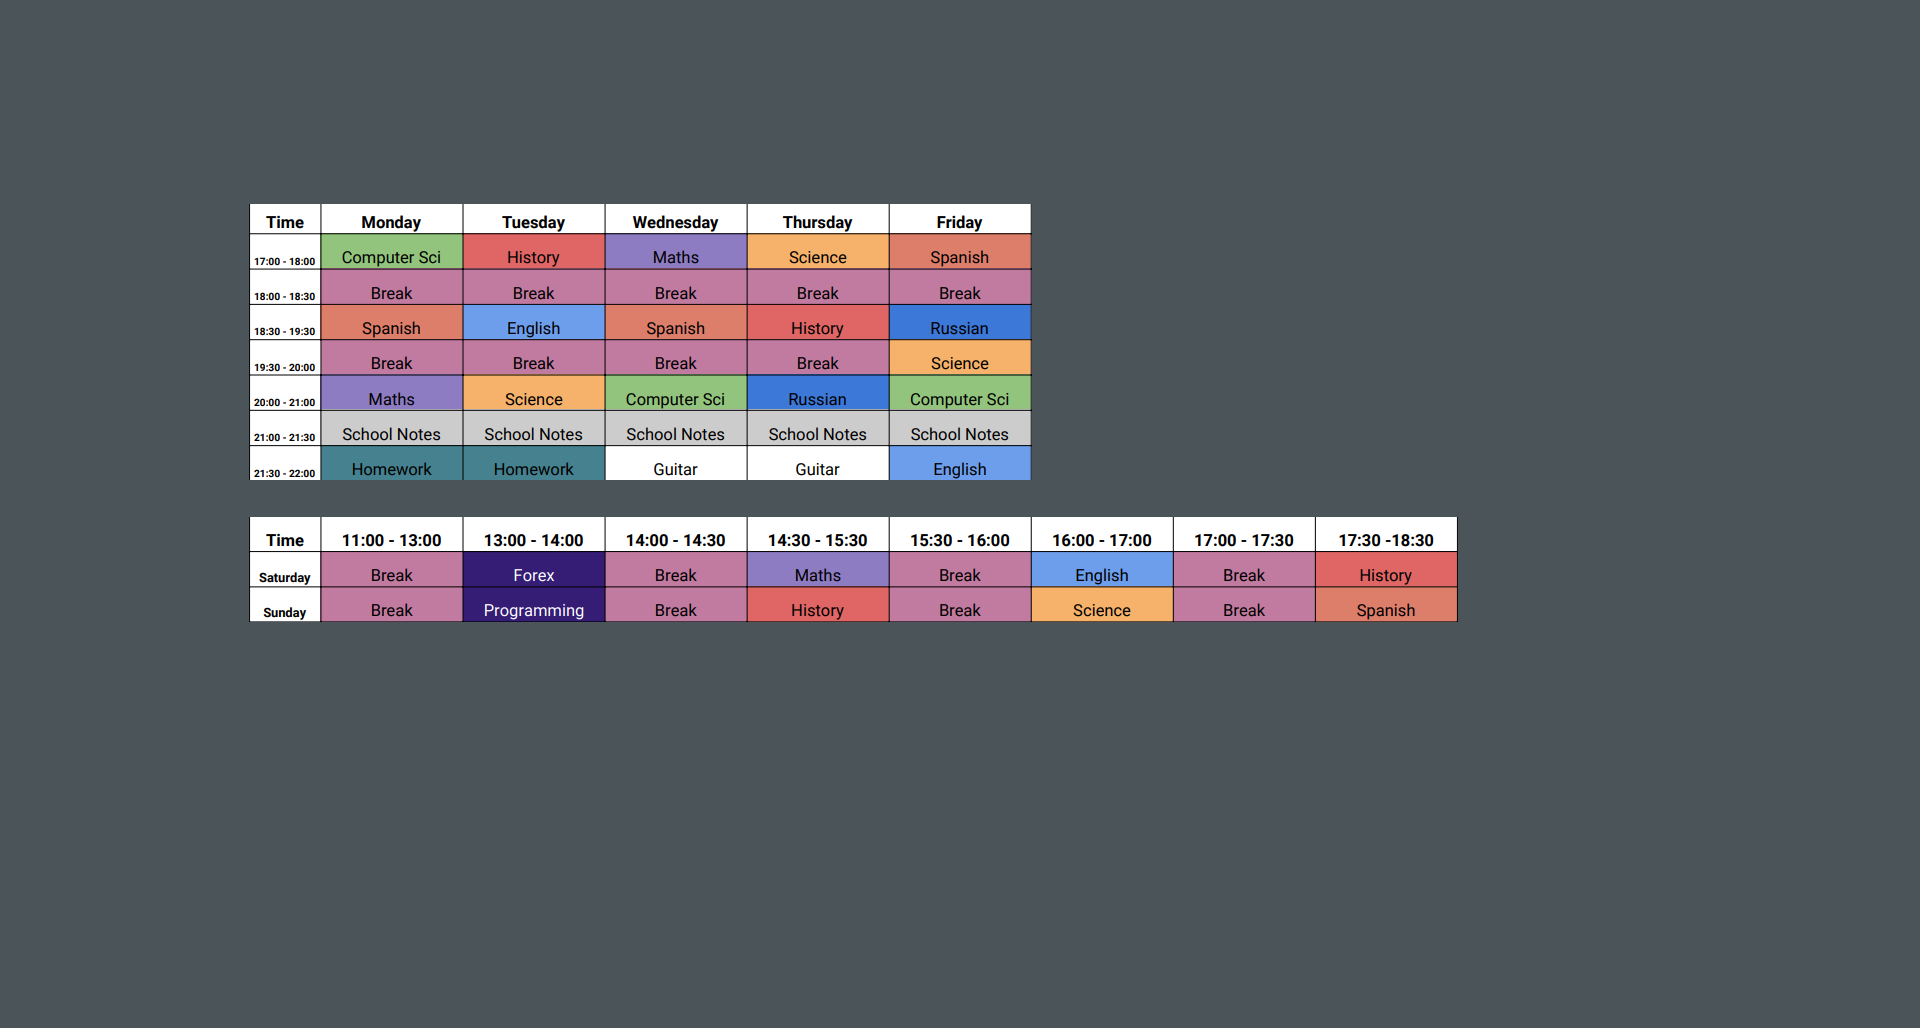 Time Monday Tuesday Wednesday Thursday Friday
17:00 - 18:00 Computer Sci History Maths Science Spanish
18:00 - 18:30 Break Break Break Break Break
18:30 - 19:30 Spanish English Spanish History Russian
19:30 - 20:00 Break Break Break Break Science
20:00 - 21:00 Maths Science Computer Sci Russian Computer Sci
21:00 - 21:30 School Notes School Notes School Notes School Notes School Notes
21:30 - 22:00 Homework Homework Guitar Guitar English
Time 11:00 - 13:00 13:00 - 14:00 14:00 - 14:30 14:30 - 15:30 15:30 - 16:00 16:00 - 17:00 17:00 - 17:30 17:30 -18:30
Saturday Break Forex Break Maths Break English Break History
Sunday Break Programming Break History Break Science Break Spanish